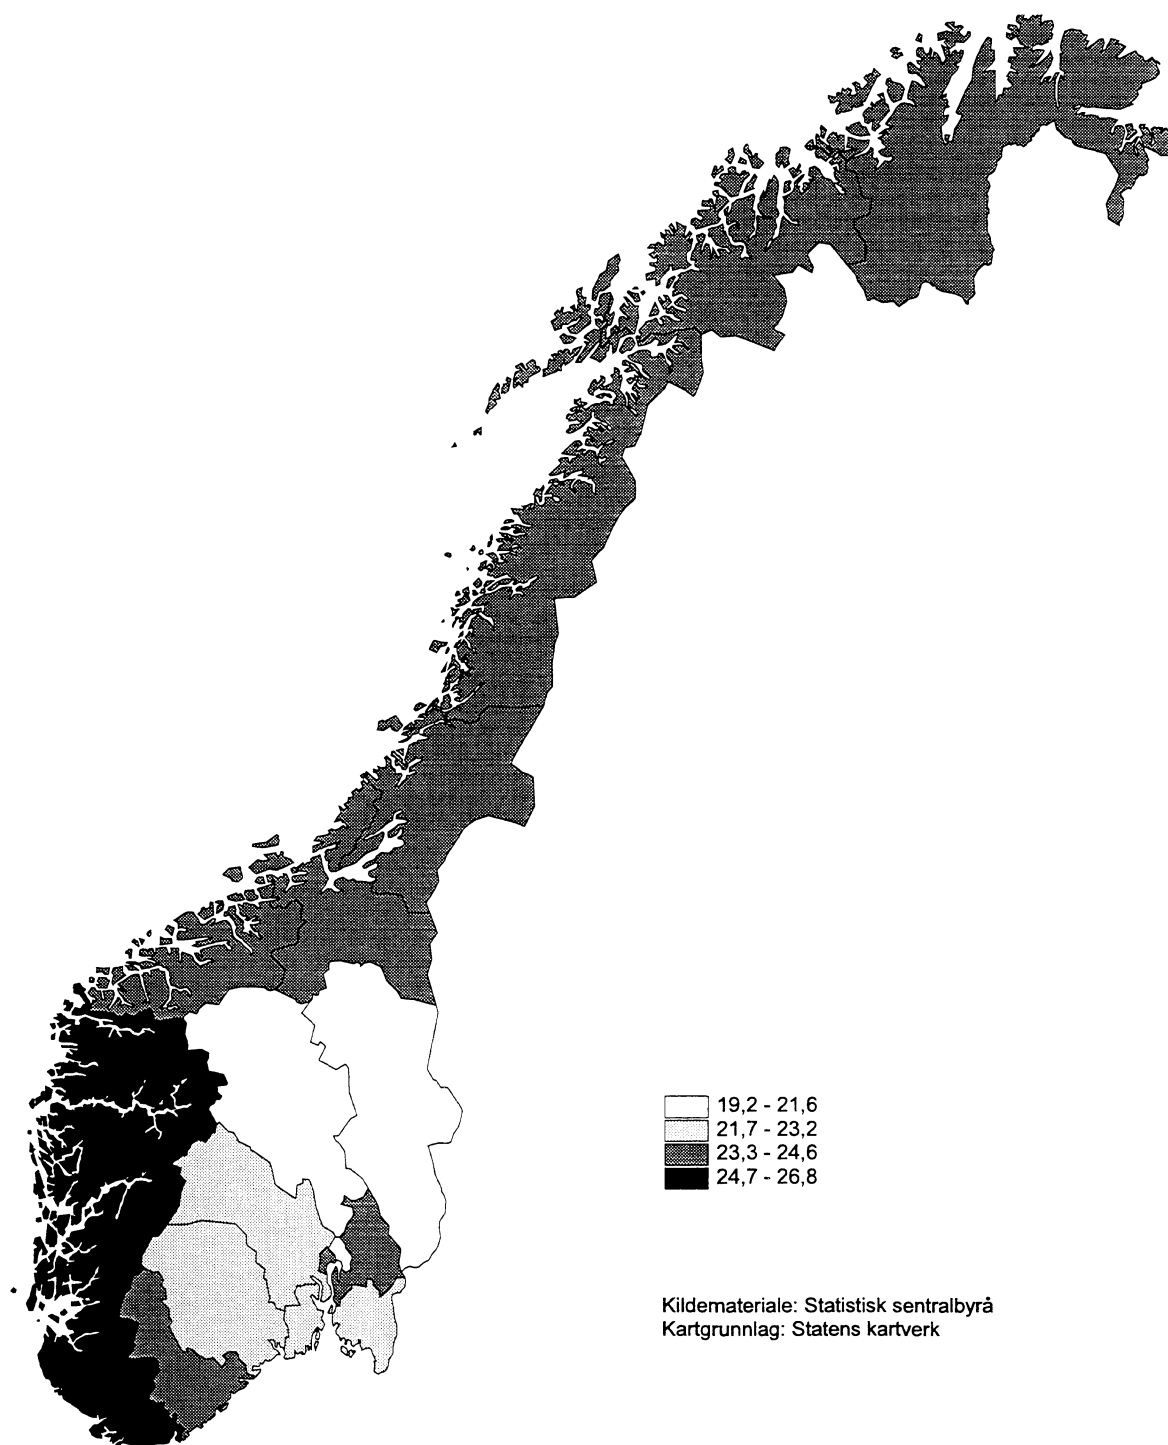 19,2 - 21,6
21,7 - 23,2
23,3 - 24,6
24,7 - 26,8
Kildemateriale: Statistisk sentralbyrå
Kartgrunnlag: Statens kartverk